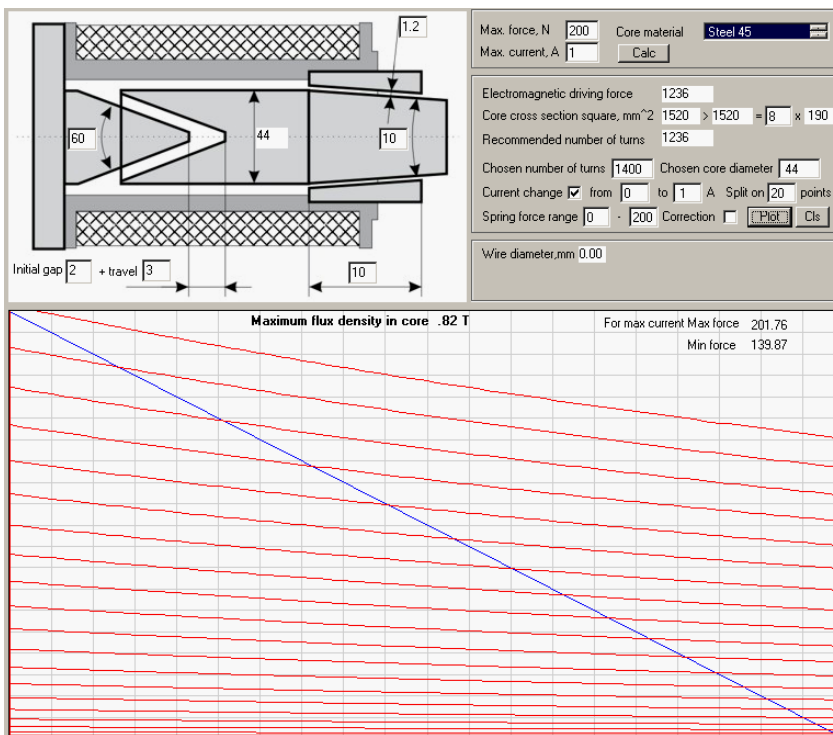 1.2
60
44
10
Initial gap 2 + travel 3
10
Max. force, N 200 Core material Steel 45
Max. current, A 1 Calc
Electromagnetic driving force 1236
Core cross section square, mm^2 1520 > 1520 = 8 x 190
Recommended number of turns 1236
Chosen number of turns 1400 Chosen core diameter 44
Current change from 0 to 1 A Split on 20 points
Spring force range 0 - 200 Correction Plot Cls
Wire diameter,mm 0.00
Maximum flux density in core .82 T
For max current Max force 201.76
Min force 139.87